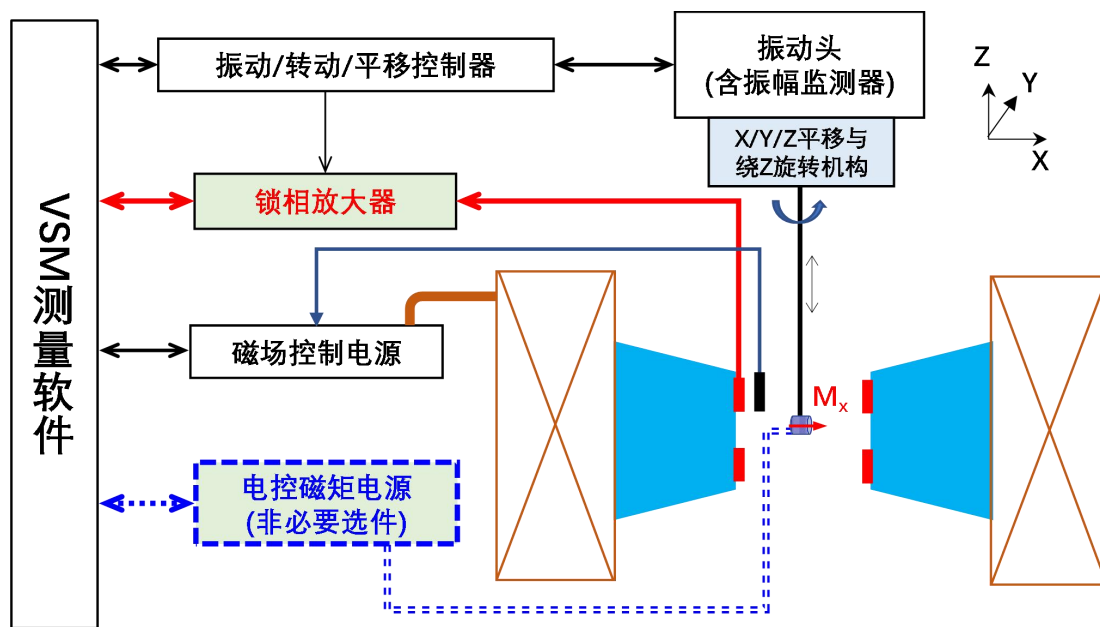 VSM测量软件
振动/转动/平移控制器
振动头
(含振幅监测器)
X/Y/Z平移与
绕Z旋转机构
Z
Y
X
锁相放大器
磁场控制电源
Mx
电控磁矩电源
(非必要选件)